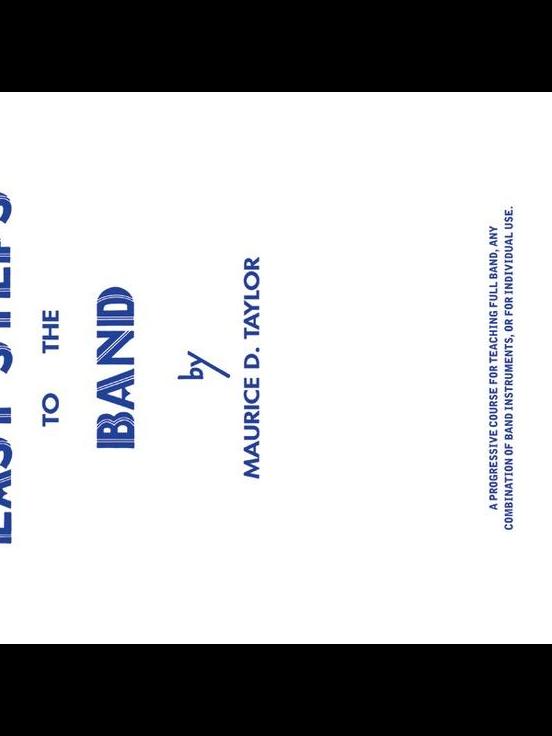 EASY STEPS
TO THE
BAND
by
MAURICE D. TAYLOR
A PROGRESSIVE COURSE FOR TEACHING FULL BAND, ANY
COMBINATION OF BAND INSTRUMENTS, OR FOR INDIVIDUAL USE.